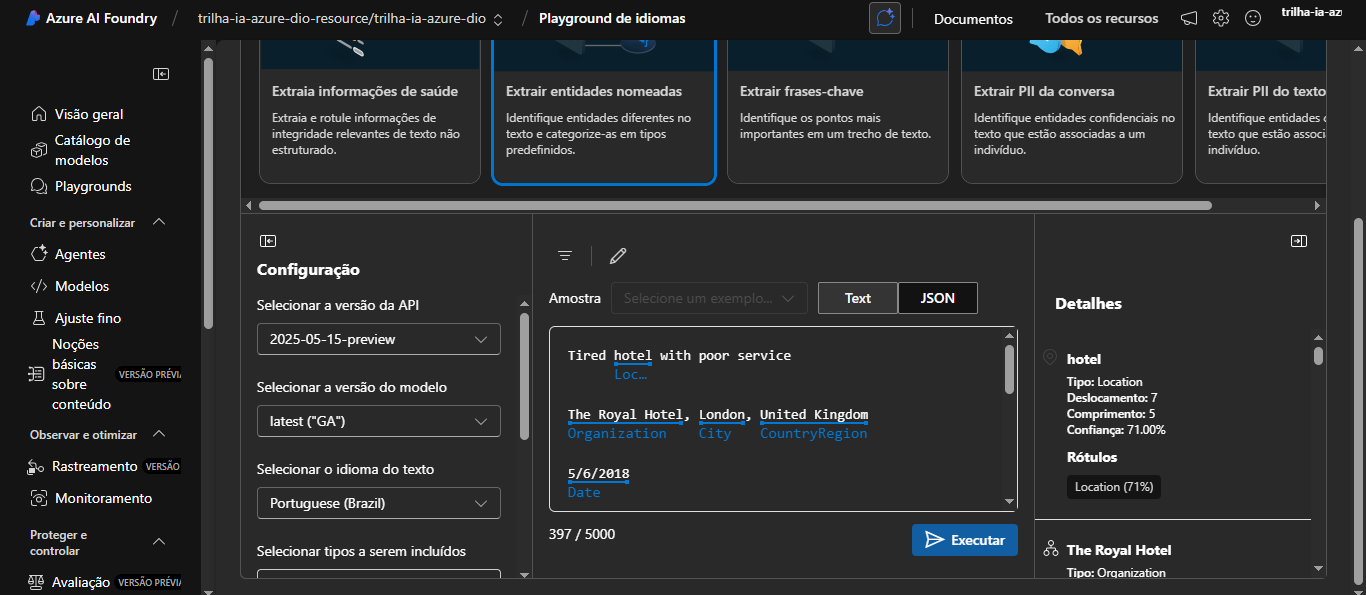 Azure AI Foundry / trilha-ia-azure-dio-resource/trilha-ia-azure-dio / Playground de idiomas
Documentos
Todos os recursos
trilha-ia-az
Visão geral
Catálogo de
modelos
Playgrounds
Criar e personalizar
Agentes
Modelos
Ajuste fino
Noções
básicas
sobre
conteúdo
VERSÃO PRÉVIA
Observar e otimizar
Rastreamento VERSÃO
Monitoramento
Proteger e
controlar
Avaliação VERSÃO PRÉVIA
Extraia informações de saúde
Extraia e rotule informações de
integridade relevantes de texto não
estruturado.
Extrair entidades nomeadas
Identifique entidades diferentes no
texto e categorize-as em tipos
predefinidos.
Extrair frases-chave
Identifique os pontos mais
importantes em um trecho de texto.
Extrair PII da conversa
Identifique entidades confidenciais no
texto que estão associadas a um
indivíduo.
Extrair PII do texto
Identifique entidades c
texto que estão associ
indivíduo.
Configuração
Selecionar a versão da API
2025-05-15-preview
Selecionar a versão do modelo
latest ("GA")
Selecionar o idioma do texto
Portuguese (Brazil)
Selecionar tipos a serem incluídos
Amostra
Selecione um exemplo...
Text
JSON
Tired hotel with poor service
Loc…
The Royal Hotel, London, United Kingdom
Organization City CountryRegion
5/6/2018
Date
397 / 5000
Executar
Detalhes
hotel
Tipo: Location
Deslocamento: 7
Comprimento: 5
Confiança: 71.00%
Rótulos
Location (71%)
The Royal Hotel
Tipo: Organization